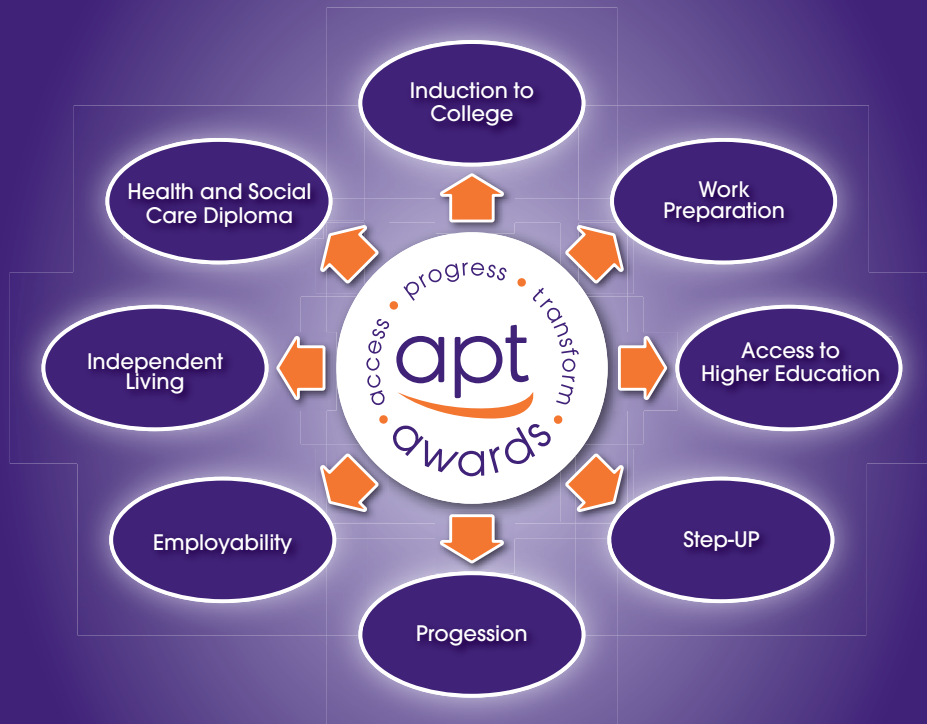 Induction to
College
Health and Social
Care Diploma
Work
Preparation
access • progress • transform •
apt
awards
Independent
Living
Access to
Higher Education
Employability
Step-UP
Progession